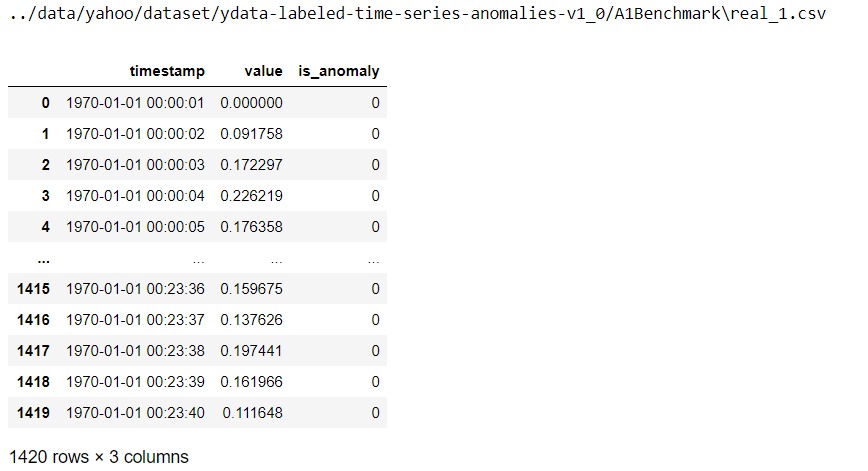 ../data/yahoo/dataset/ydata-labeled-time-series-anomalies-v1_0/A1Benchmark\real_1.csv
timestamp value is_anomaly
0 1970-01-01 00:00:01 0.000000 0
1 1970-01-01 00:00:02 0.091758 0
2 1970-01-01 00:00:03 0.172297 0
3 1970-01-01 00:00:04 0.226219 0
4 1970-01-01 00:00:05 0.176358 0
... ... ... ...
1415 1970-01-01 00:23:36 0.159675 0
1416 1970-01-01 00:23:37 0.137626 0
1417 1970-01-01 00:23:38 0.197441 0
1418 1970-01-01 00:23:39 0.161966 0
1419 1970-01-01 00:23:40 0.111648 0
1420 rows × 3 columns